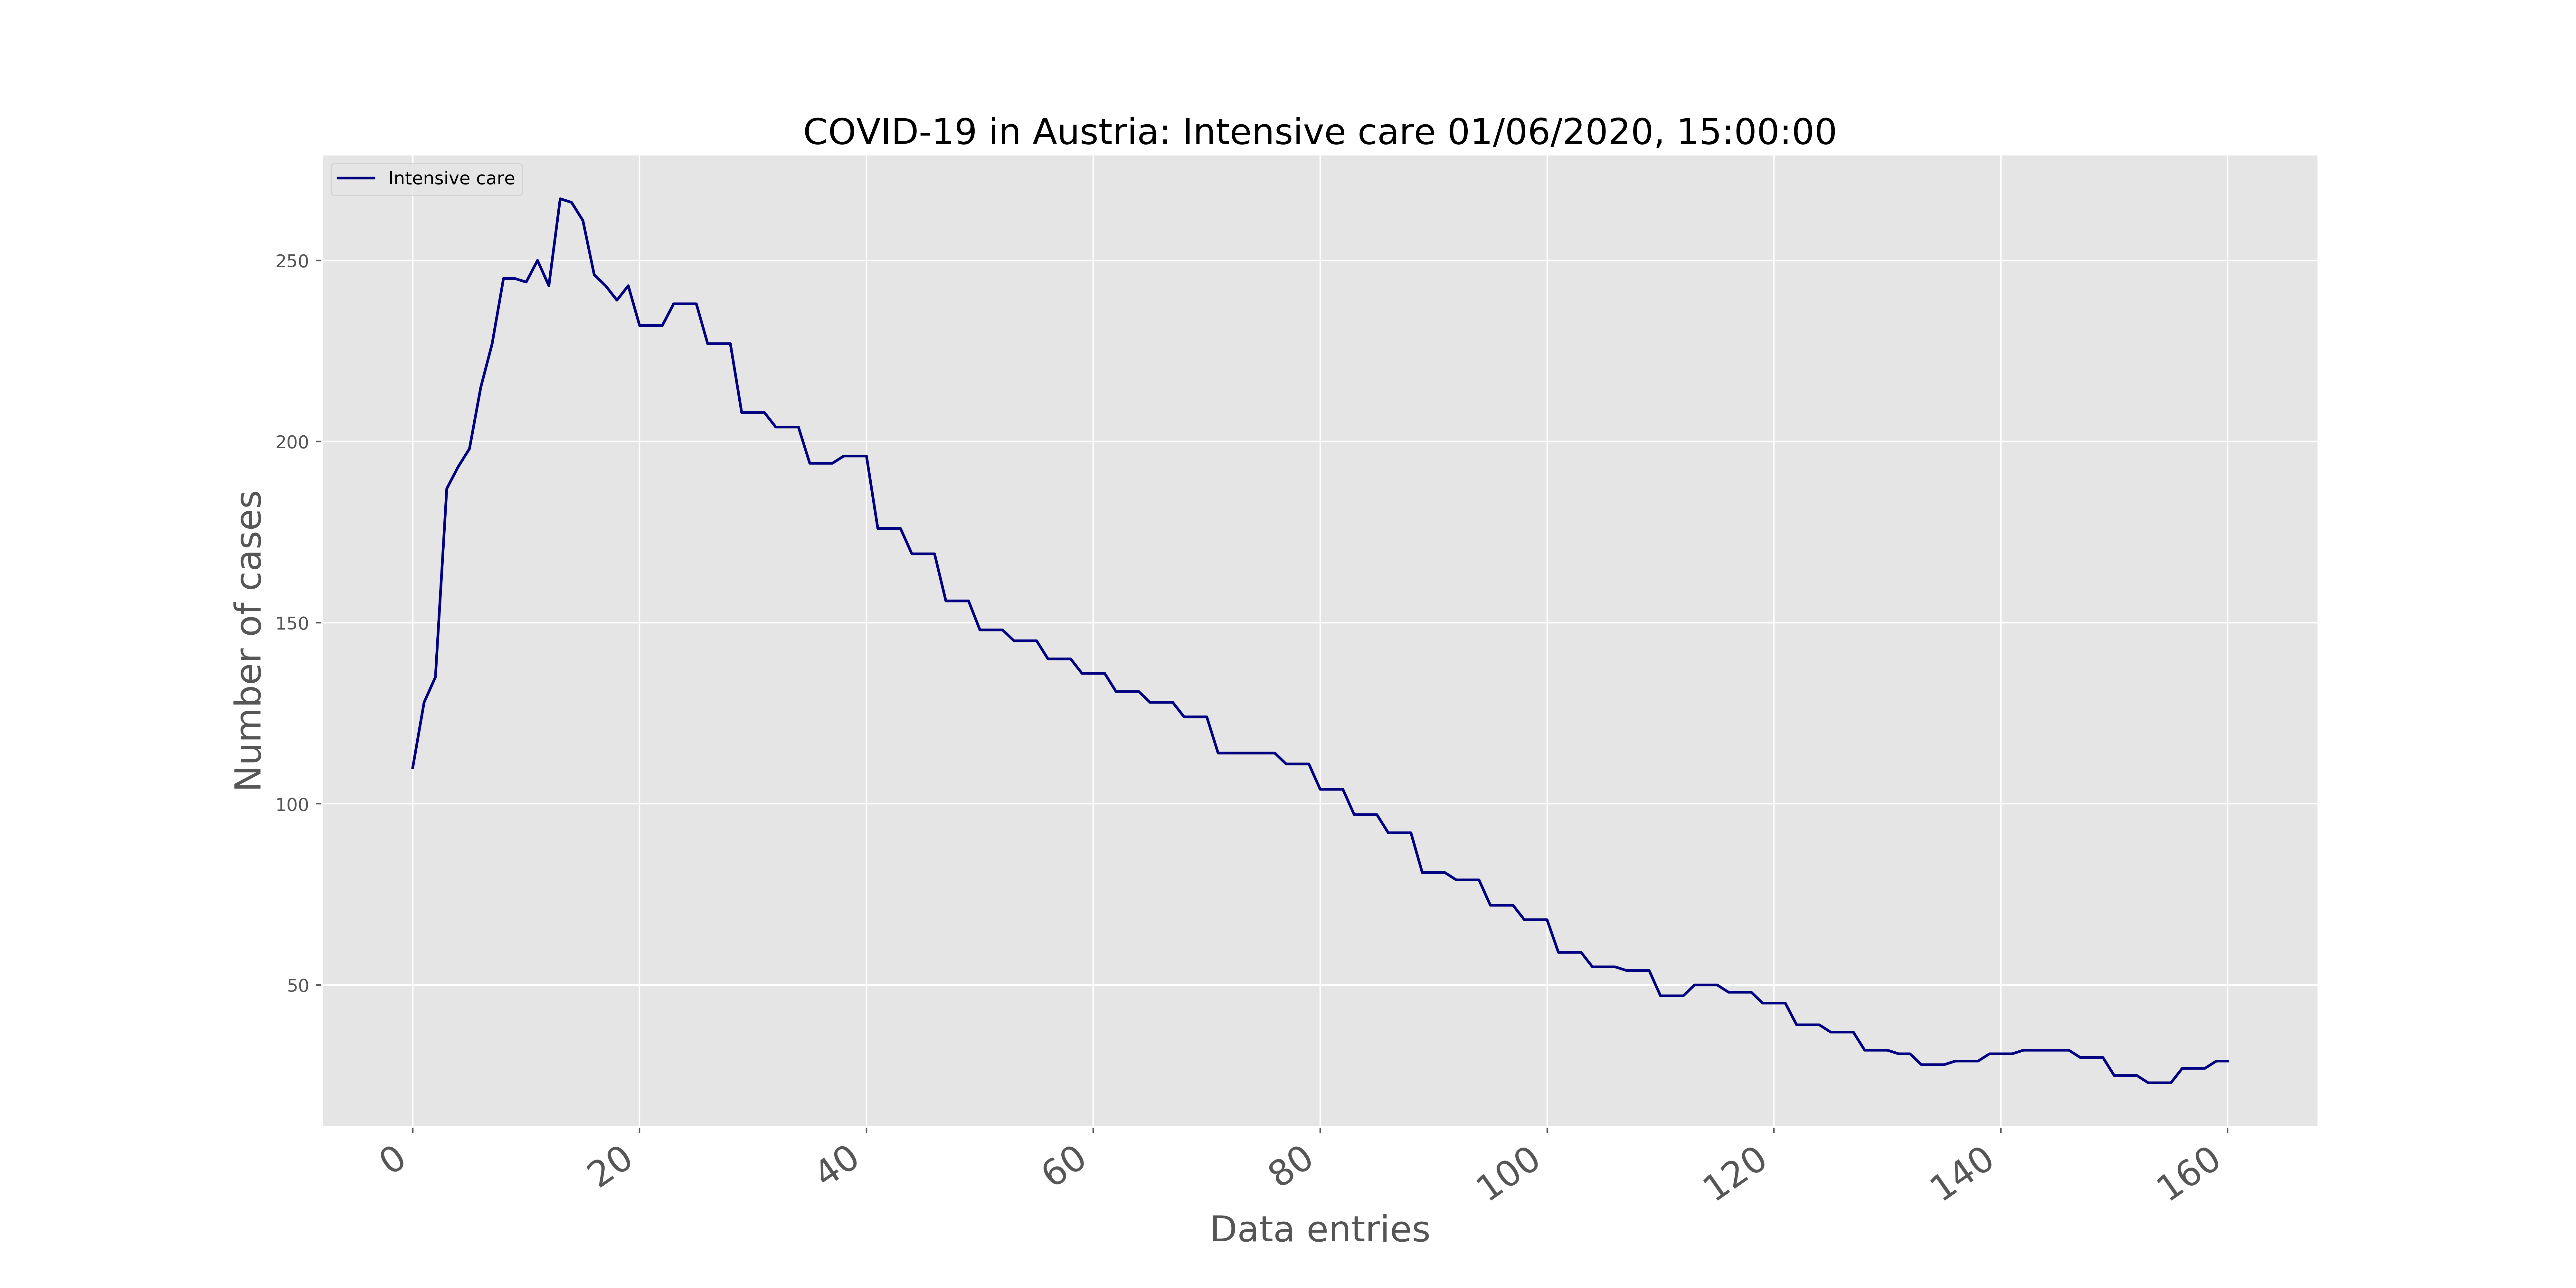 COVID-19 in Austria: Intensive care 01/06/2020, 15:00:00
Intensive care
250
200
150
100
50
Number of cases
0 20 40 60 80 100 120 140 160
Data entries